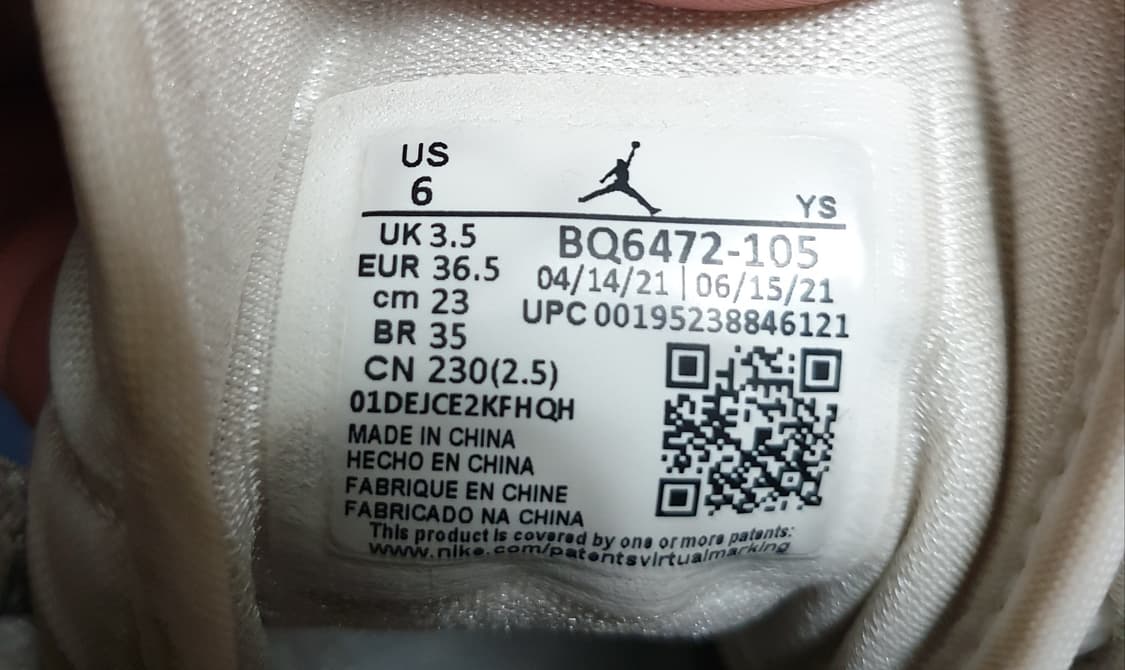 US
6
YS
UK 3.5
EUR 36.5
cm 23
BR 35
CN 230(2.5)
BQ6472-105
04/14/21 | 06/15/21
UPC 00195238846121
01DEJCE2KFHQH
MADE IN CHINA
HECHO EN CHINA
FABRIQUE EN CHINE
FABRICADO NA CHINA
This product is covered by one or more patents:
www.nike.com/patentsvirtualmarking